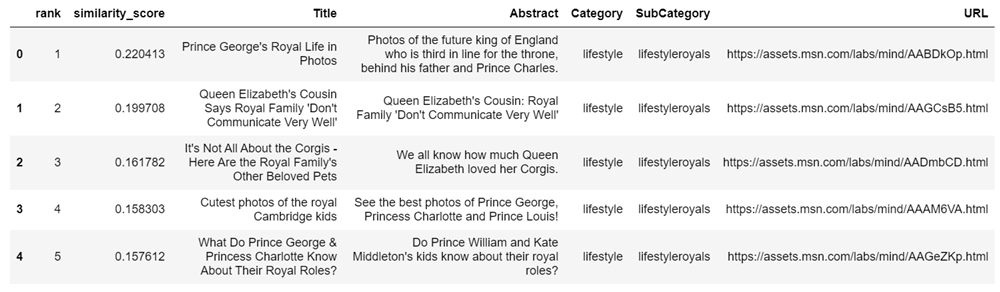 rank similarity_score Title Abstract Category SubCategory URL
0 1 0.220413 Prince George's Royal Life in Photos Photos of the future king of England who is third in line for the throne, behind his father and Prince Charles. lifestyle lifestyleroyals https://assets.msn.com/labs/mind/AABDkOp.html
1 2 0.199708 Queen Elizabeth's Cousin Says Royal Family 'Don't Communicate Very Well' Queen Elizabeth's Cousin: Royal Family 'Don't Communicate Very Well' lifestyle lifestyleroyals https://assets.msn.com/labs/mind/AAGCsB5.html
2 3 0.161782 It's Not All About the Corgis - Here Are the Royal Family's Other Beloved Pets We all know how much Queen Elizabeth loved her Corgis. lifestyle lifestyleroyals https://assets.msn.com/labs/mind/AADmbCD.html
3 4 0.158303 Cutest photos of the royal Cambridge kids See the best photos of Prince George, Princess Charlotte and Prince Louis! lifestyle lifestyleroyals https://assets.msn.com/labs/mind/AAAM6VA.html
4 5 0.157612 What Do Prince George & Princess Charlotte Know About Their Royal Roles? Do Prince William and Kate Middleton's kids know about their royal roles? lifestyle lifestyleroyals https://assets.msn.com/labs/mind/AAGeZKp.html